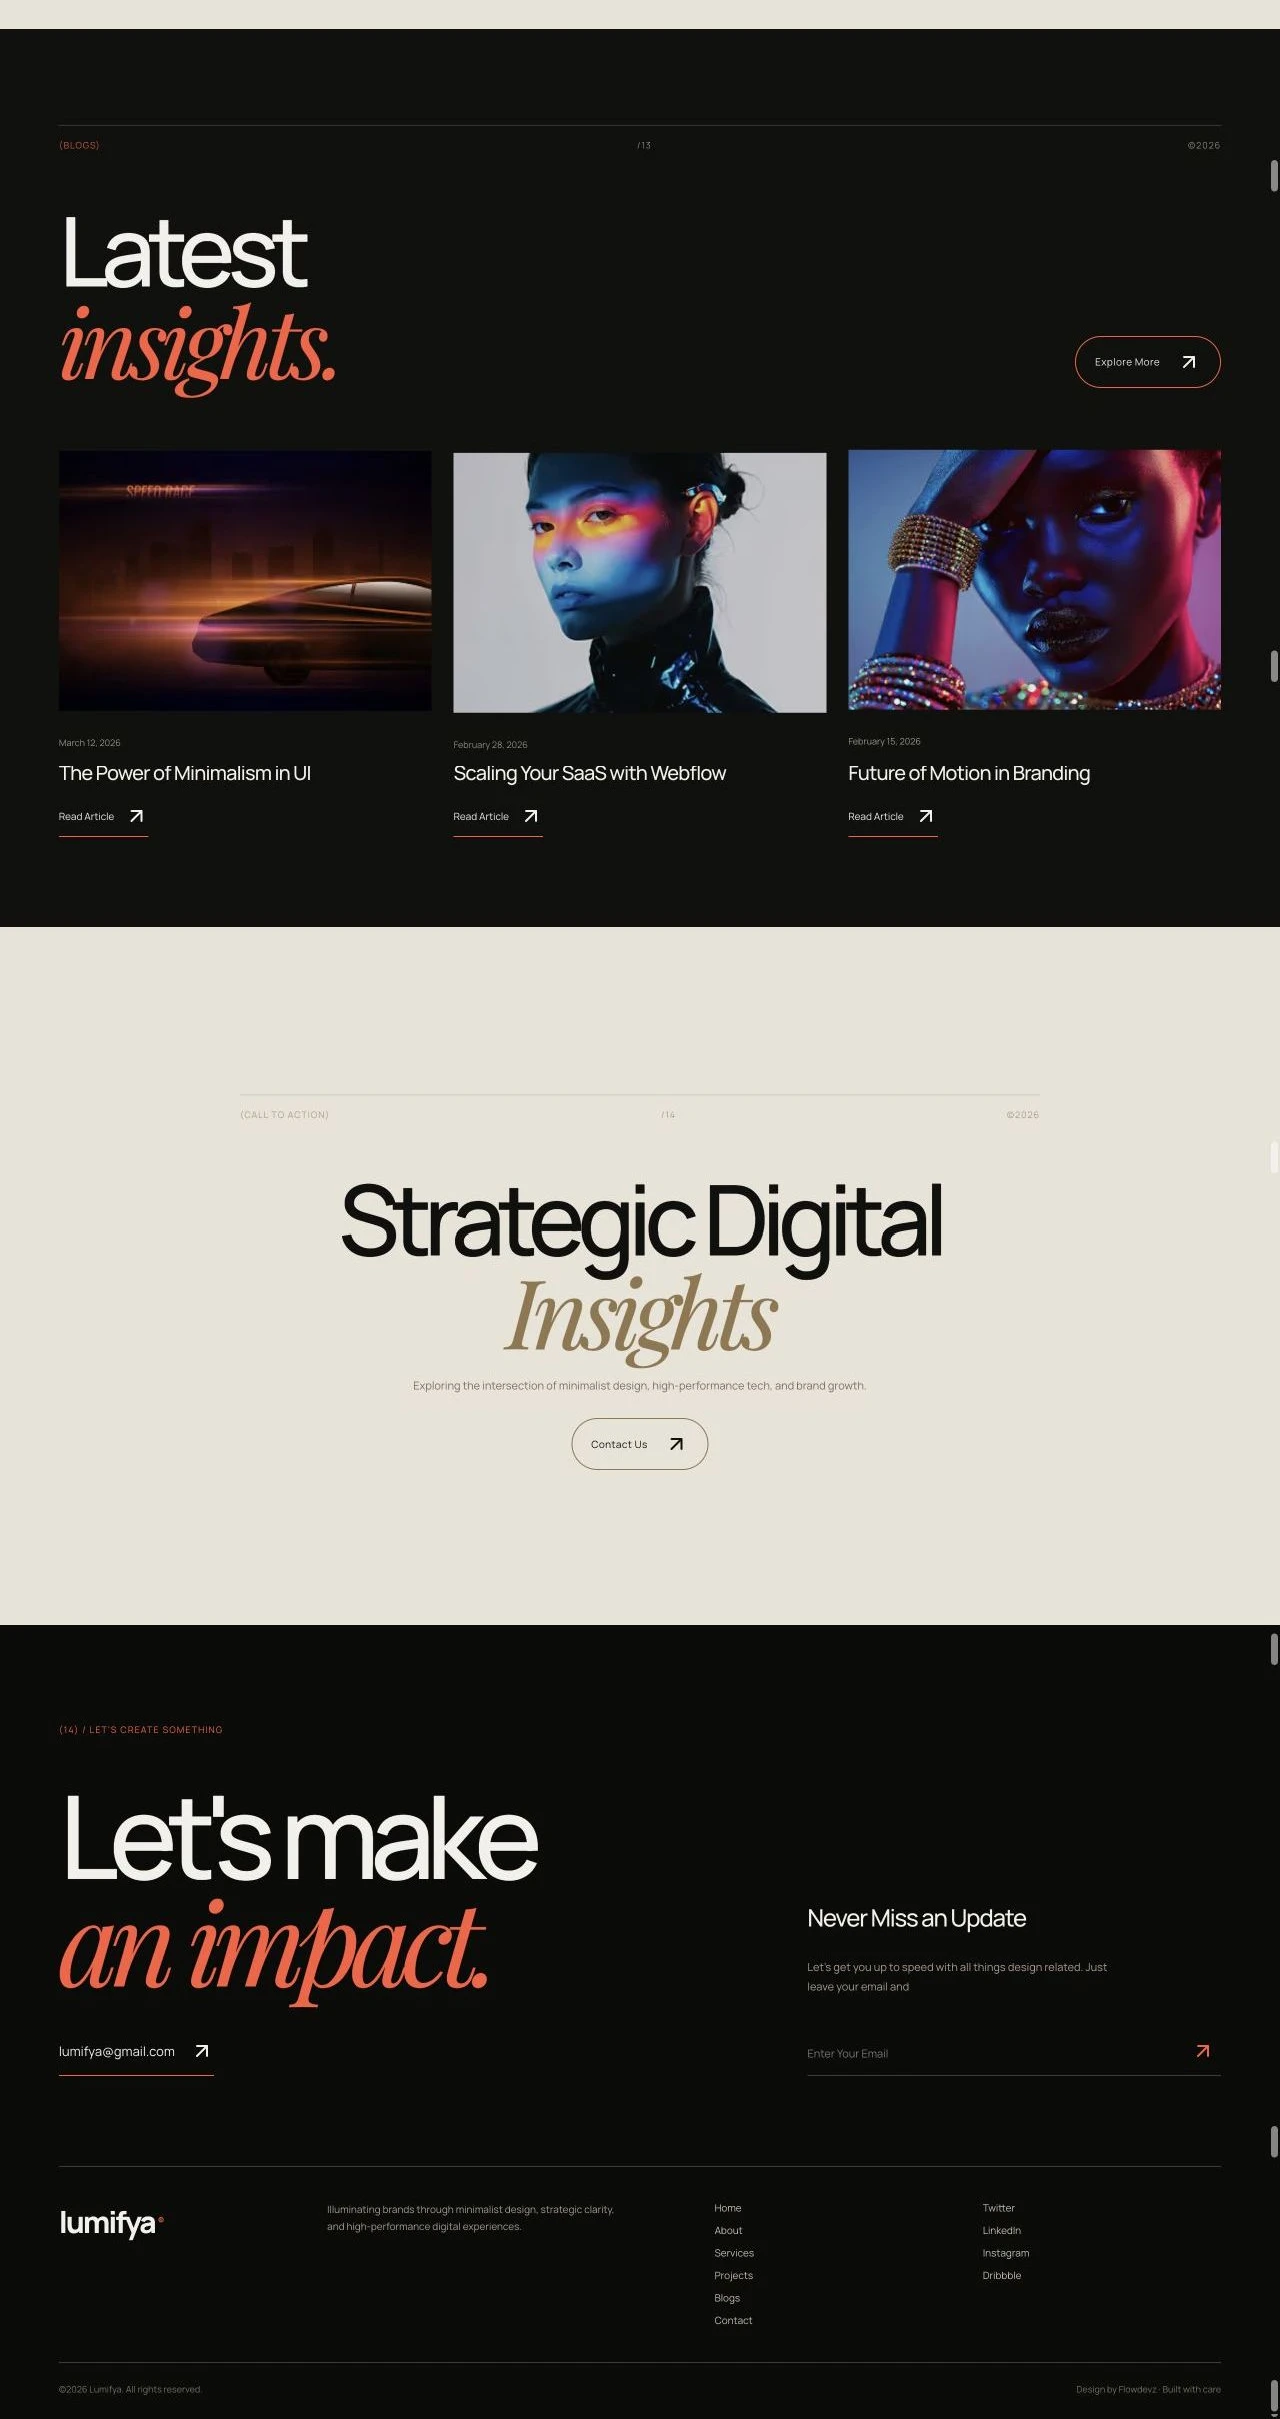 (BLOGS)
/13
©2026
Latest
insights.
Explore More
SPEED RACE
March 12, 2026
The Power of Minimalism in UI
Read Article
February 28, 2026
Scaling Your SaaS with Webflow
Read Article
February 15, 2026
Future of Motion in Branding
Read Article
(CALL TO ACTION)
/14
©2026
Strategic Digital
Insights
Exploring the intersection of minimalist design, high-performance tech, and brand growth.
Contact Us
(14) / LET'S CREATE SOMETHING
Let's make
an impact.
lumifya@gmail.com
Never Miss an Update
Let's get you up to speed with all things design related. Just
leave your email and
Enter Your Email
lumifya®
Illuminating brands through minimalist design, strategic clarity,
and high-performance digital experiences.
Home
About
Services
Projects
Blogs
Contact
Twitter
LinkedIn
Instagram
Dribbble
©2026 Lumifya. All rights reserved.
Design by Flowdevz · Built with care